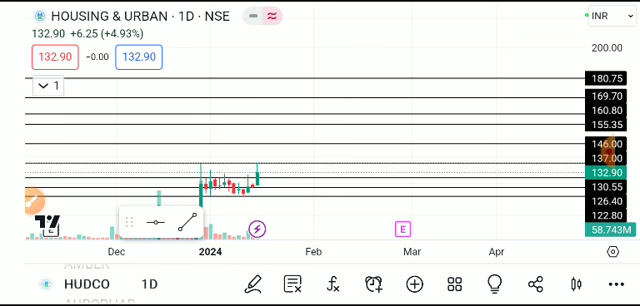 HOUSING & URBAN · 1D · NSE
INR
132.90 +6.25 (+4.93%)
132.90 −0.00 132.90
1
200.00
180.75
169.70
160.80
155.35
146.00
137.00
132.90
130.55
126.40
122.80
58.743M
E
E
Dec 2024 Feb Mar Apr
AMBER
HUDCO 1D